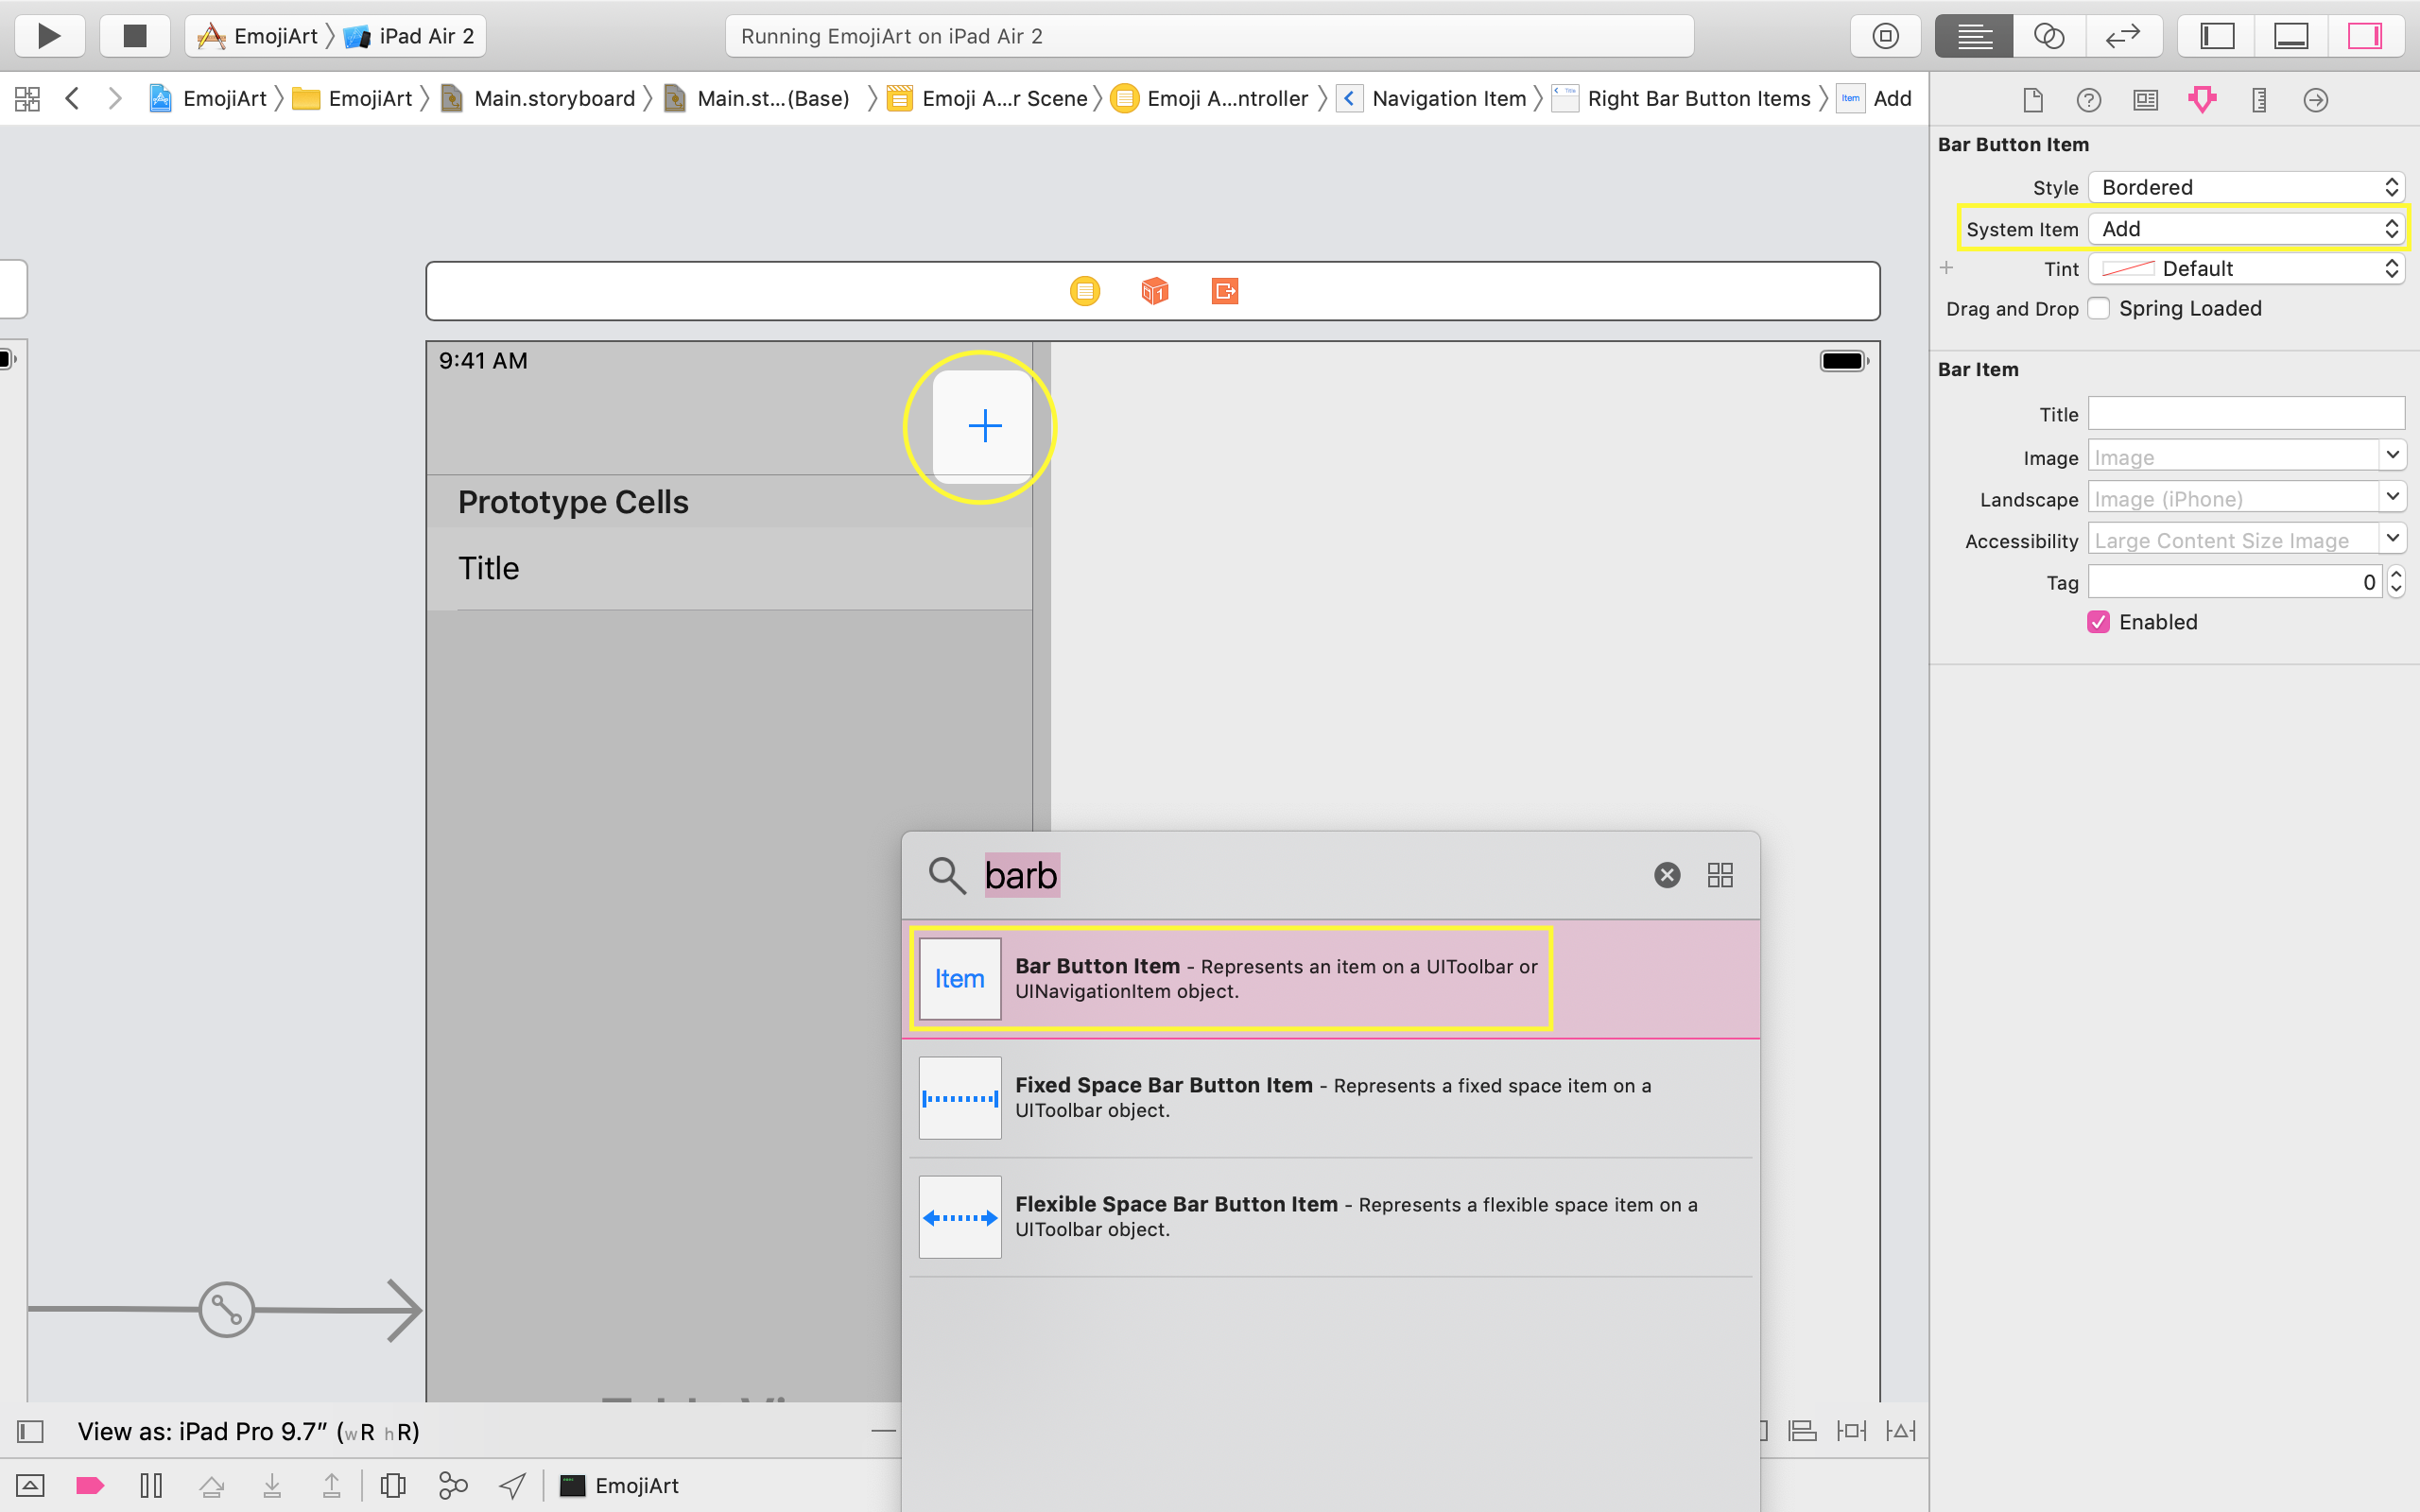 EmojiArt iPad Air 2
Running EmojiArt on iPad Air 2
EmojiArt EmojiArt Main.storyboard Main.st...(Base) Emoji A...r Scene Emoji A...ntroller Navigation Item Right Bar Button Items Item Add
Bar Button Item
Style Bordered
System Item Add
Tint Default
Drag and Drop Spring Loaded
Bar Item
Title
Image Image
Landscape Image (iPhone)
Accessibility Large Content Size Image
Tag 0
Enabled
9:41 AM
Prototype Cells
Title
barb
Item
Bar Button Item - Represents an item on a UIToolbar or
UINavigationItem object.
Fixed Space Bar Button Item - Represents a fixed space item on a
UIToolbar object.
Flexible Space Bar Button Item - Represents a flexible space item on a
UIToolbar object.
View as: iPad Pro 9.7” (wR hR)
EmojiArt